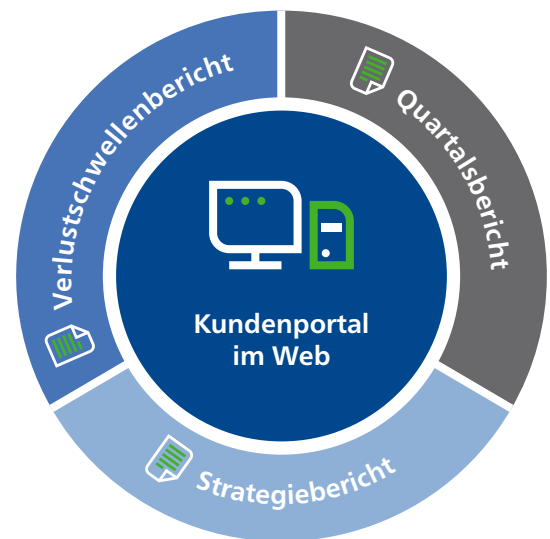 Verlustschwellenbericht
Quartalsbericht
Kundenportal
im Web
Strategiebericht